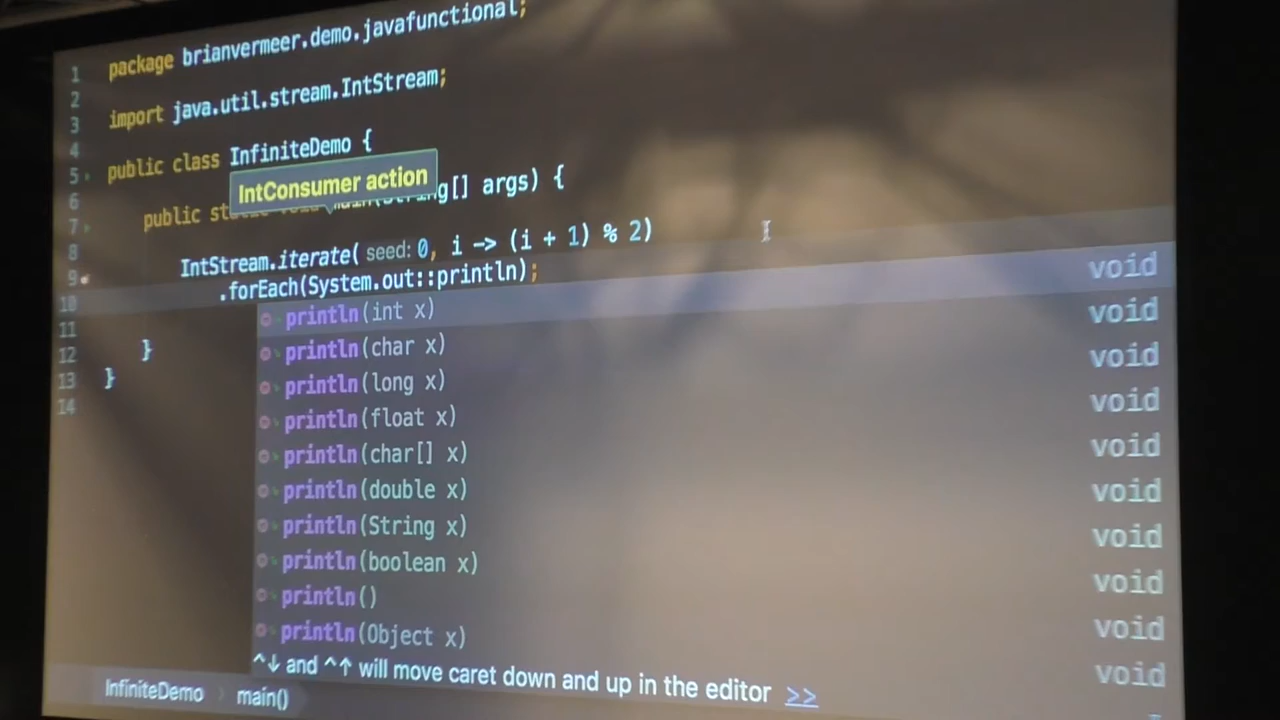 1 package brianvermeer.demo.javafunctional;
2
3 import java.util.stream.IntStream;
4
5 public class InfiniteDemo {
6
IntConsumer action
7 public static void main(String[] args) {
8
9 IntStream.iterate( seed: 0, i -> (i + 1) % 2)
10 .forEach(System.out::println);
11
12 }
13 }
14
println(int x) void
println(char x) void
println(long x) void
println(float x) void
println(char[] x) void
println(double x) void
println(String x) void
println(boolean x) void
println() void
println(Object x) void
^↓ and ^↑ will move caret down and up in the editor >>
InfiniteDemo > main()